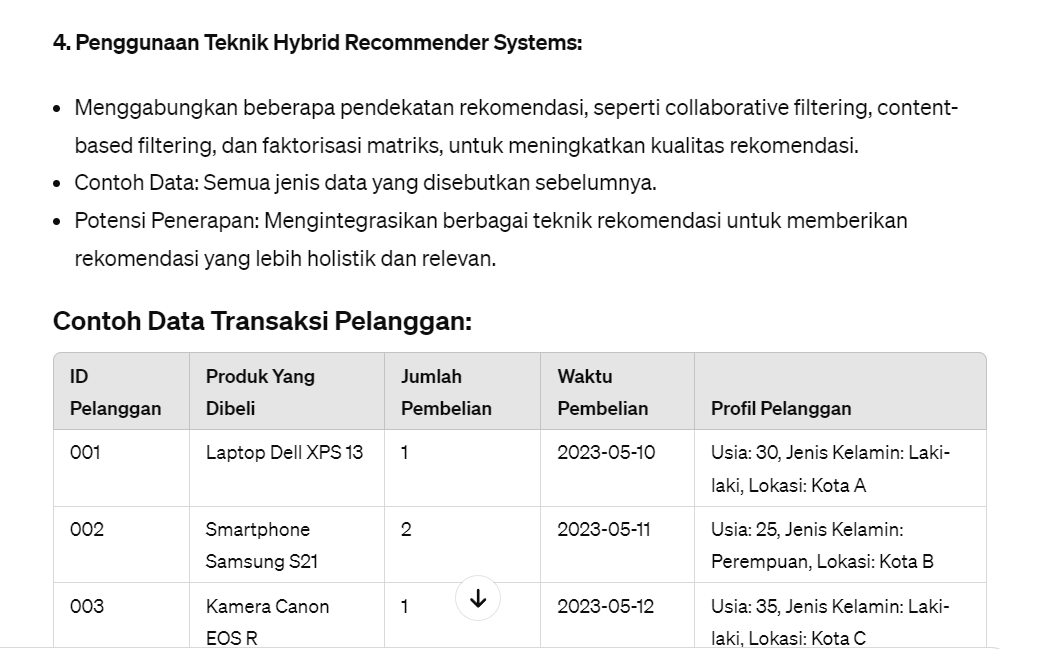 4. Penggunaan Teknik Hybrid Recommender Systems:
• Menggabungkan beberapa pendekatan rekomendasi, seperti collaborative filtering, content-
based filtering, dan faktorisasi matriks, untuk meningkatkan kualitas rekomendasi.
• Contoh Data: Semua jenis data yang disebutkan sebelumnya.
• Potensi Penerapan: Mengintegrasikan berbagai teknik rekomendasi untuk memberikan
rekomendasi yang lebih holistik dan relevan.
Contoh Data Transaksi Pelanggan:
ID Produk Yang Jumlah Waktu
Pelanggan Dibeli Pembelian Pembelian Profil Pelanggan
001 Laptop Dell XPS 13 1 2023-05-10 Usia: 30, Jenis Kelamin: Laki-
laki, Lokasi: Kota A
002 Smartphone 2 2023-05-11 Usia: 25, Jenis Kelamin:
Samsung S21 Perempuan, Lokasi: Kota B
003 Kamera Canon 1 2023-05-12 Usia: 35, Jenis Kelamin: Laki-
EOS R laki, Lokasi: Kota C